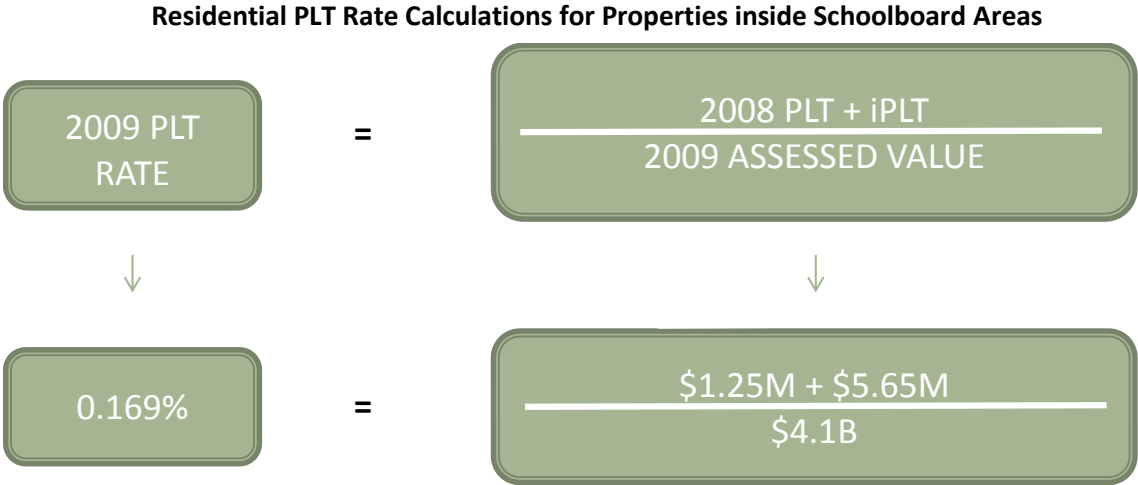 Residential PLT Rate Calculations for Properties inside Schoolboard Areas
2009 PLT
RATE
=
2008 PLT + iPLT
2009 ASSESSED VALUE
0.169%
=
$1.25M + $5.65M
$4.1B